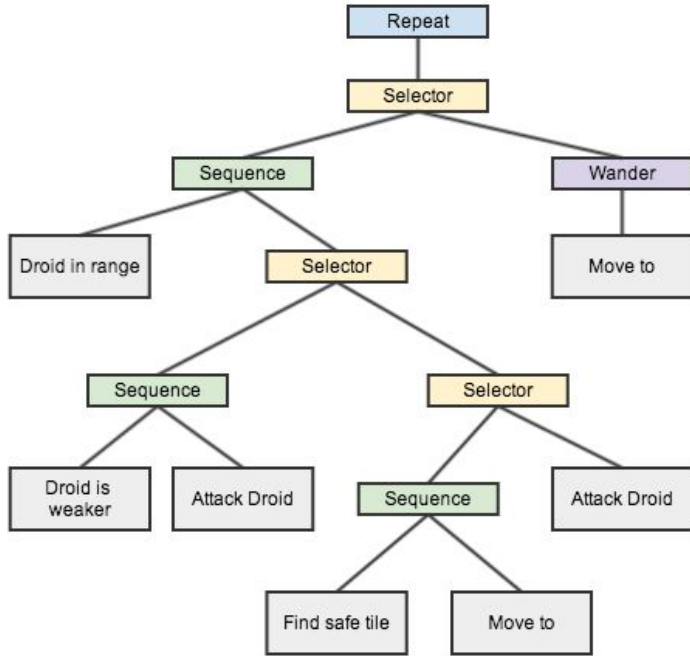 Repeat
Selector
Sequence
Wander
Droid in range
Selector
Move to
Sequence
Selector
Droid is
weaker
Attack Droid
Sequence
Attack Droid
Find safe tile
Move to